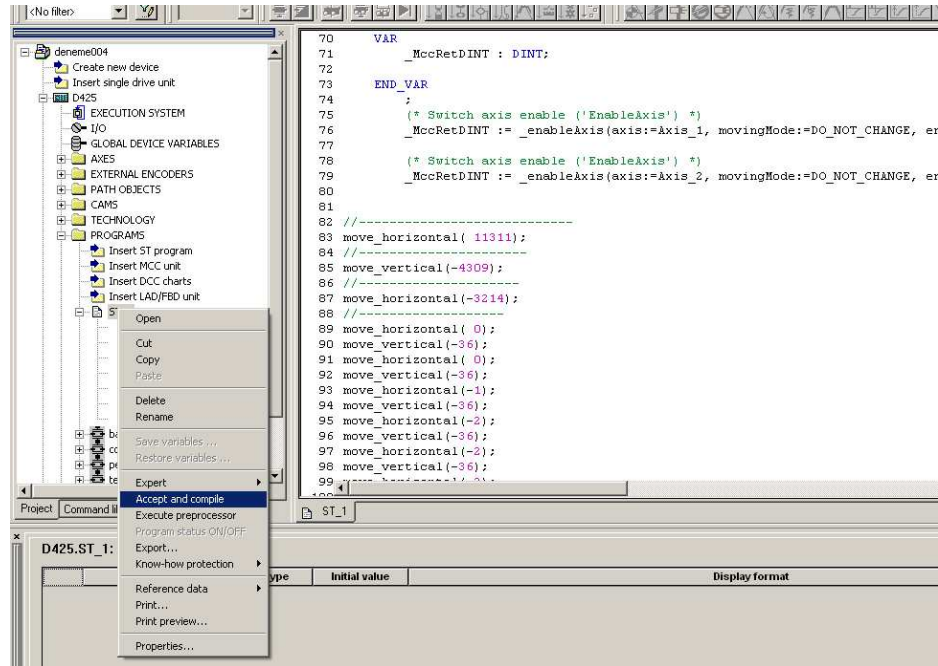 <No filter>
deneme004
Create new device
Insert single drive unit
D425
EXECUTION SYSTEM
I/O
GLOBAL DEVICE VARIABLES
AXES
EXTERNAL ENCODERS
PATH OBJECTS
CAMS
TECHNOLOGY
PROGRAMS
Insert ST program
Insert MCC unit
Insert DCC charts
Insert LAD/FBD unit
Open
Cut
Copy
Paste
Delete
Rename
Save variables ...
Restore variables ...
Expert
Accept and compile
Execute preprocessor
Program status ON/OFF
Export...
Know-how protection
Reference data
Print...
Print preview...
Properties...
Project
70 VAR
71 _MccRetDINT : DINT;
72
73 END_VAR
74 ;
75 (* Switch axis enable ('EnableAxis') *)
76 _MccRetDINT := _enableAxis(axis:=Axis_1, movingMode:=DO_NOT_CHANGE, er
77
78 (* Switch axis enable ('EnableAxis') *)
79 _MccRetDINT := _enableAxis(axis:=Axis_2, movingMode:=DO_NOT_CHANGE, er
80
81
82 //----------------------------
83 move_horizontal( 11311);
84 //----------------------
85 move_vertical(-4309);
86 //---------------------
87 move_horizontal(-3214);
88 //-------------------
89 move_horizontal( 0);
90 move_vertical(-36);
91 move_horizontal( 0);
92 move_vertical(-36);
93 move_horizontal(-1);
94 move_vertical(-36);
95 move_horizontal(-2);
96 move_vertical(-36);
97 move_horizontal(-2);
98 move_vertical(-36);
99
ST_1
D425.ST_1:
ype Initial value Display format